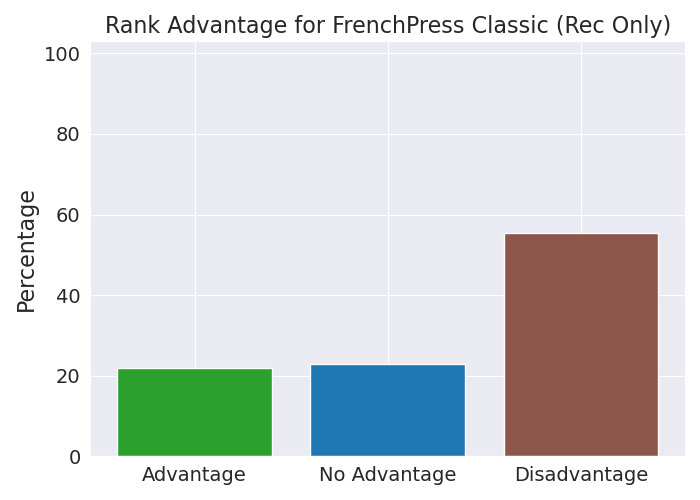 Rank Advantage for FrenchPress Classic (Rec Only)
Percentage
100
80
60
40
20
0
Advantage
No Advantage
Disadvantage